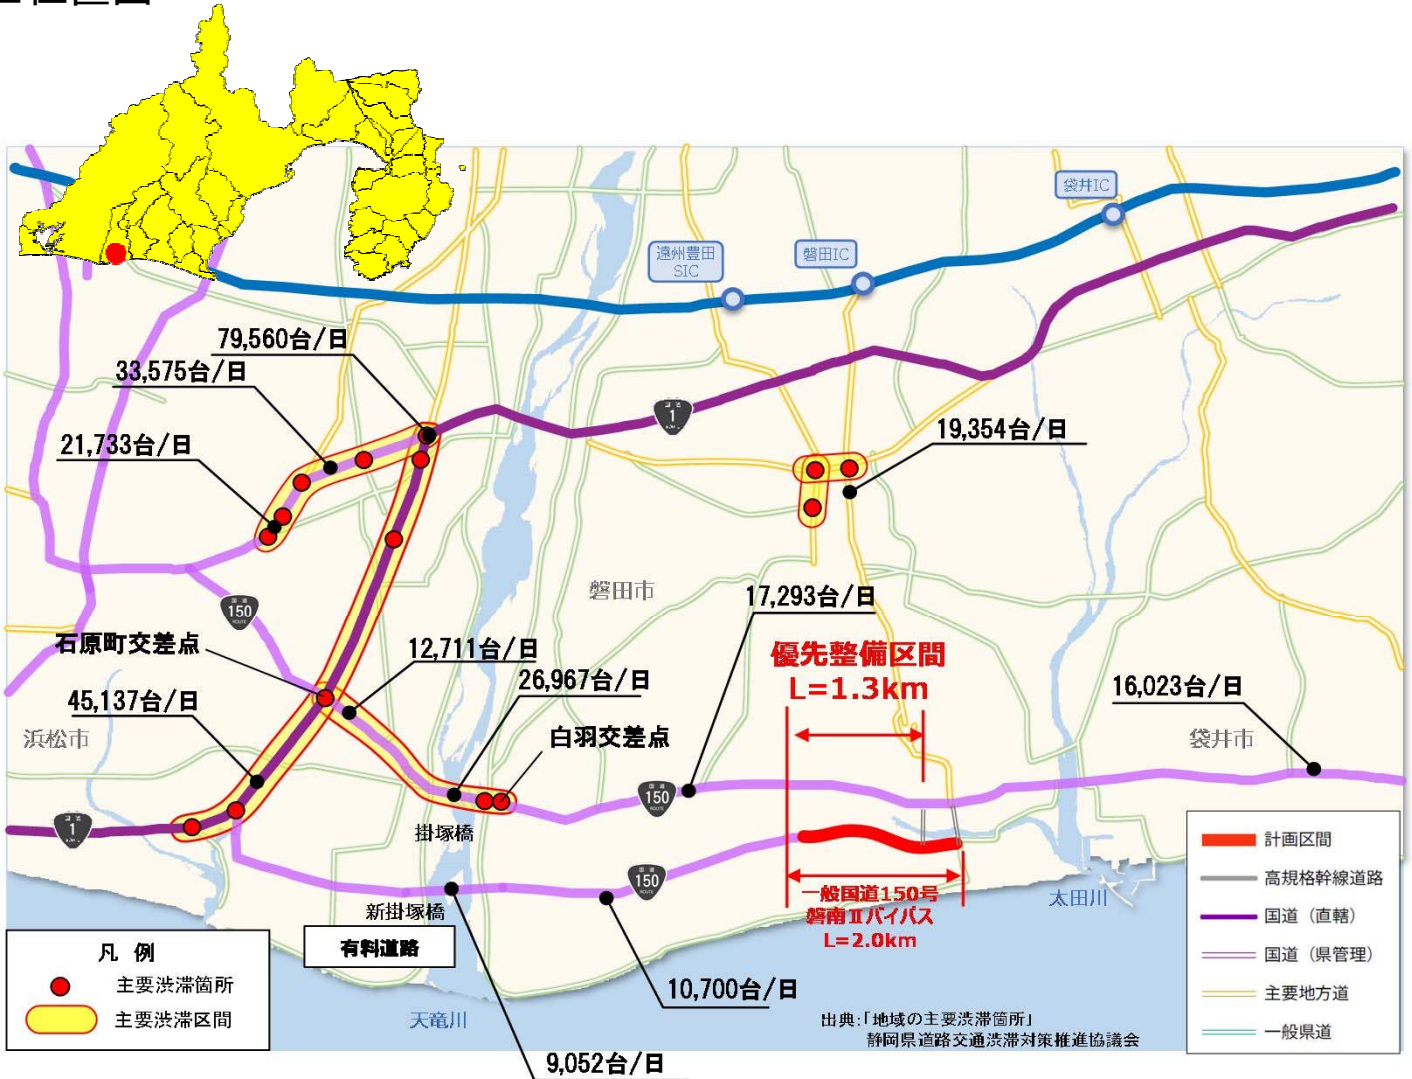 袋井IC
遠州豊田
SIC
磐田IC
79,560台/日
33,575台/日
21,733台/日
1
19,354台/日
磐田市
17,293台/日
国道
150
ROUTE
石原町交差点
12,711台/日
優先整備区間
L=1.3km
26,967台/日
16,023台/日
45,137台/日
白羽交差点
浜松市
袋井市
国道
150
ROUTE
1
掛塚橋
国道
150
ROUTE
計画区間
高規格幹線道路
国道（直轄）
国道（県管理）
主要地方道
一般県道
一般国道150号
磐南Ⅱバイパス
L=2.0km
太田川
新掛塚橋
有料道路
凡 例
主要渋滞箇所
主要渋滞区間
10,700台/日
天竜川
出典:「地域の主要渋滞箇所」
静岡県道路交通渋滞対策推進協議会
9,052台/日